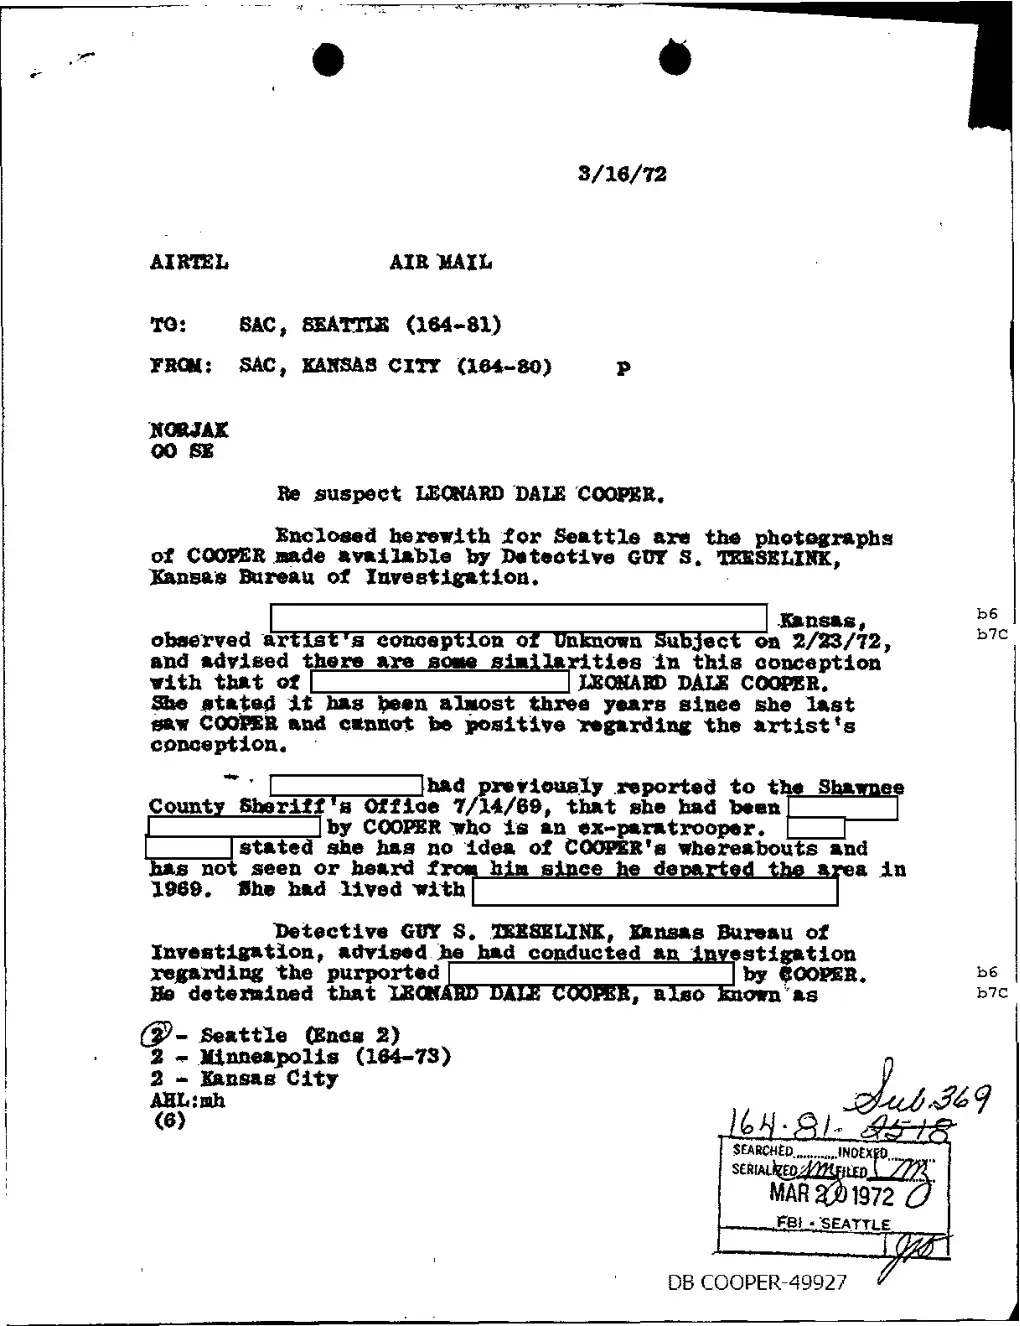 3/16/72
AIRTEL AIR MAIL
TO: SAC, SEATTLE (164-81)
FROM: SAC, KANSAS CITY (164-80) P
NORJAK
OO SE
Re suspect LEONARD DALE COOPER.
Enclosed herewith for Seattle are the photographs
of COOPER made available by Detective GUY S. TEESELINK,
Kansas Bureau of Investigation.
Kansas, b6
observed artist's conception of Unknown Subject on 2/23/72, b7C
and advised there are some similarities in this conception
with that of LEONARD DALE COOPER.
She stated it has been almost three years since she last
saw COOPER and cannot be positive regarding the artist's
conception.
had previously reported to the Shawnee
County Sheriff's Office 7/14/69, that she had been
by COOPER who is an ex-paratrooper.
stated she has no idea of COOPER's whereabouts and
has not seen or heard from him since he departed the area in
1969. She had lived with
Detective GUY S. TEESELINK, Kansas Bureau of
Investigation, advised he had conducted an investigation
regarding the purported by COOPER. b6
He determined that LEONARD DALE COOPER, also known as b7C
2 - Seattle (Encs 2)
2 - Minneapolis (164-73)
2 - Kansas City
AHL:mh
(6)
Sub. 369
164-81-2518
SEARCHED INDEXED
SERIALIZED FILED
MAR 20 1972
FBI - SEATTLE
DB COOPER-49927